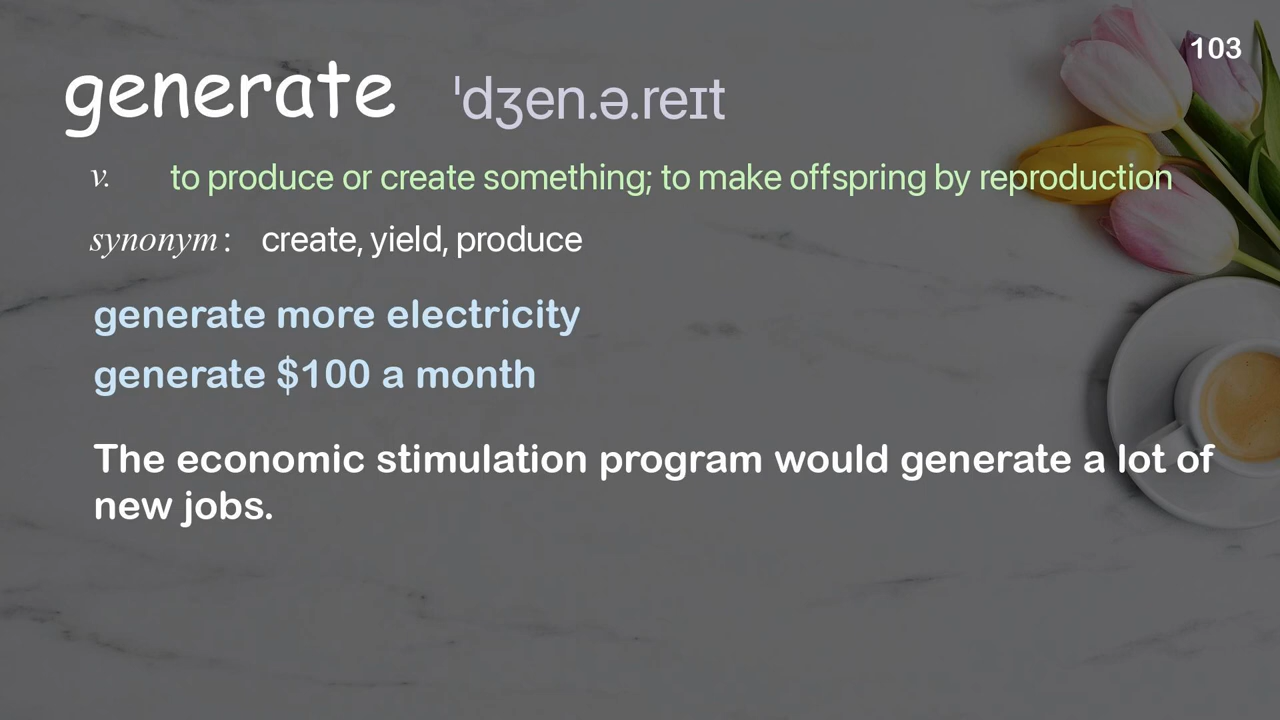 103
generate ˈdʒen.ə.reɪt
v. to produce or create something; to make offspring by reproduction
synonym: create, yield, produce
generate more electricity
generate $100 a month
The economic stimulation program would generate a lot of
new jobs.